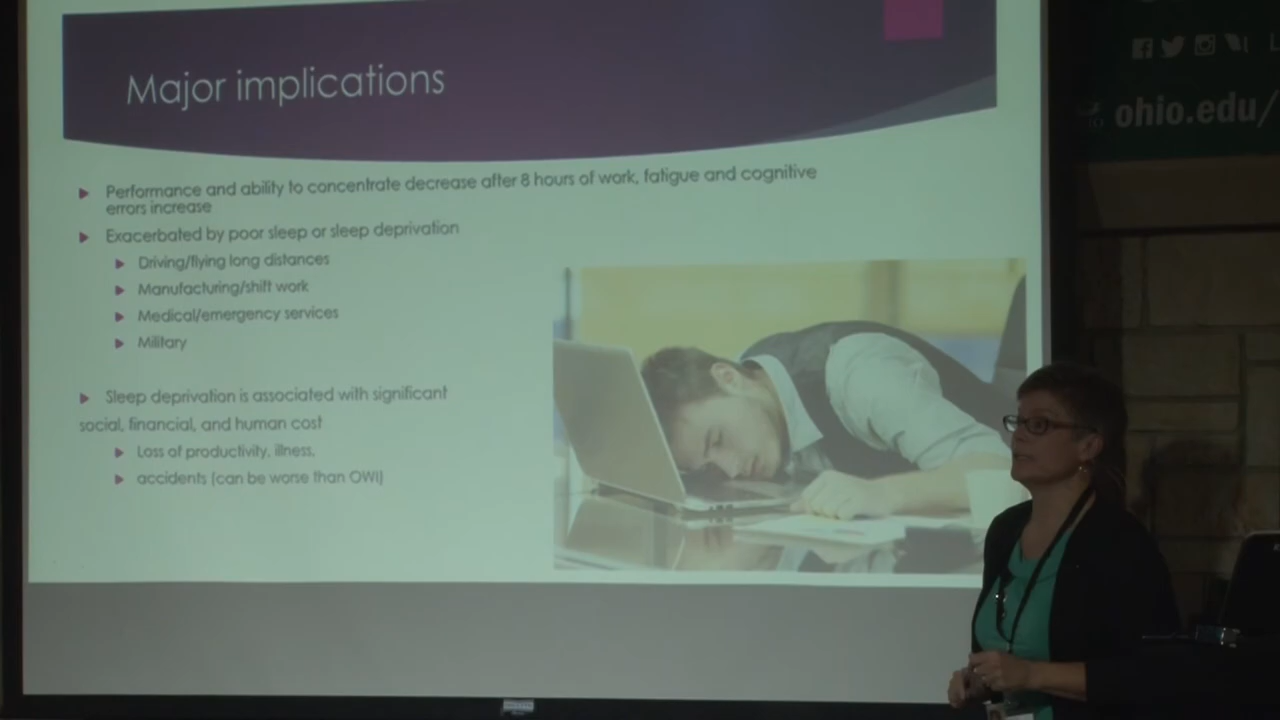 Major implications
Performance and ability to concentrate decrease after 8 hours of work, fatigue and cognitive
errors increase
Exacerbated by poor sleep or sleep deprivation
Driving/flying long distances
Manufacturing/shift work
Medical/emergency services
Military
Sleep deprivation is associated with significant
social, financial, and human cost
Loss of productivity, illness,
accidents (can be worse than OWI)
ohio.edu/